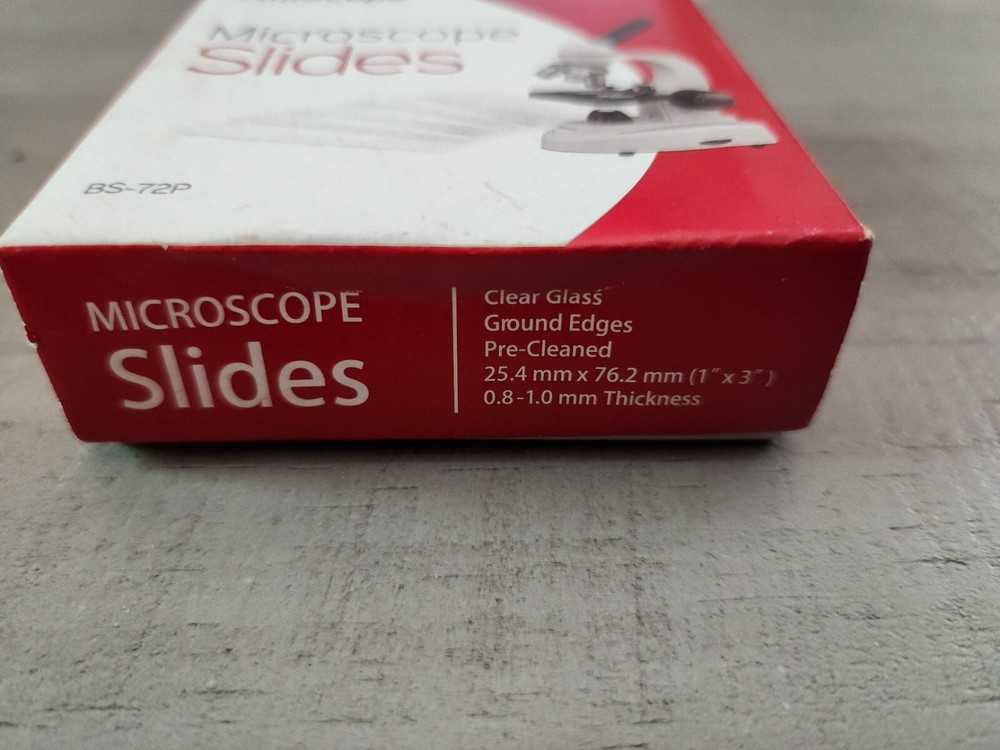 Microscope
Slides
BS-72P
MICROSCOPE
Slides
Clear Glass
Ground Edges
Pre-Cleaned
25.4 mm x 76.2 mm (1" x 3")
0.8-1.0 mm Thickness